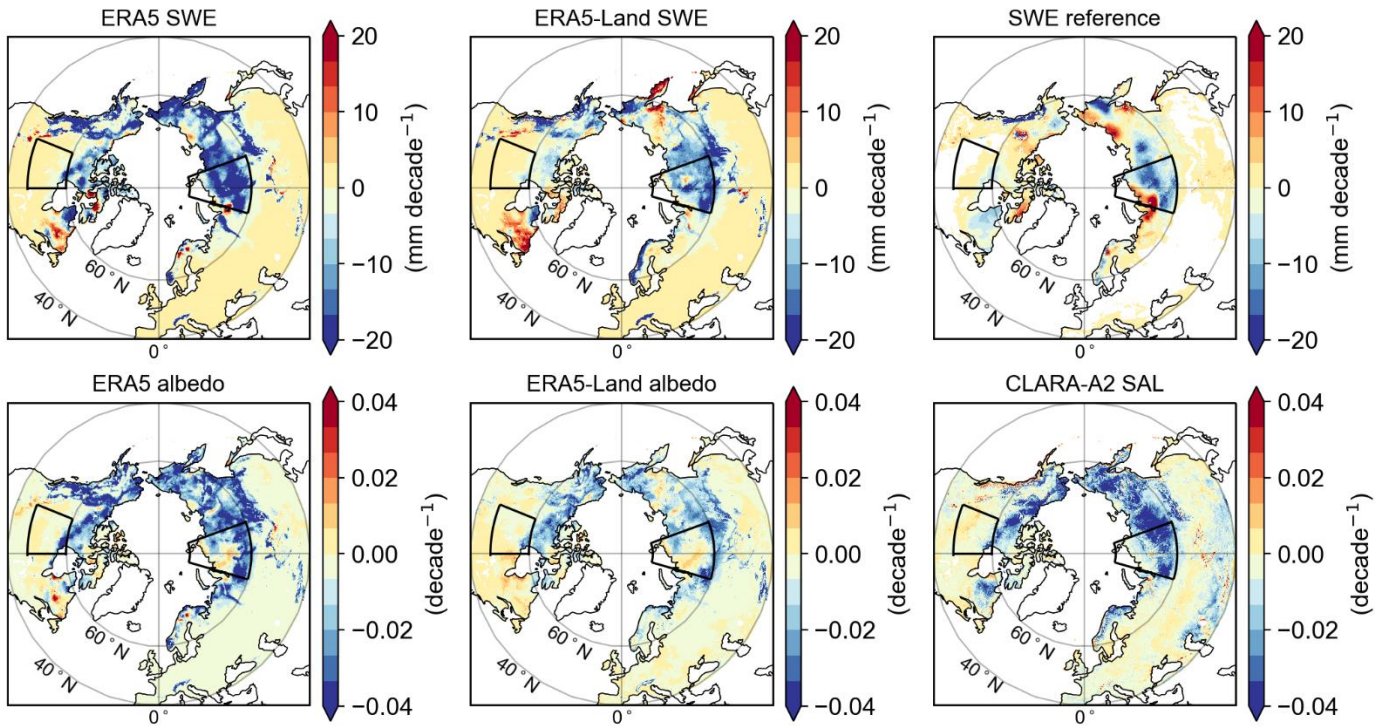 ERA5 SWE
20
10
0
−10
−20
(mm decade⁻¹)
60° N
40° N
0°
ERA5-Land SWE
20
10
0
−10
−20
(mm decade⁻¹)
60° N
40° N
0°
SWE reference
20
10
0
−10
−20
(mm decade⁻¹)
60° N
40° N
0°
ERA5 albedo
0.04
0.02
0.00
−0.02
−0.04
(decade⁻¹)
60° N
40° N
0°
ERA5-Land albedo
0.04
0.02
0.00
−0.02
−0.04
(decade⁻¹)
60° N
40° N
0°
CLARA-A2 SAL
0.04
0.02
0.00
−0.02
−0.04
(decade⁻¹)
60° N
40° N
0°